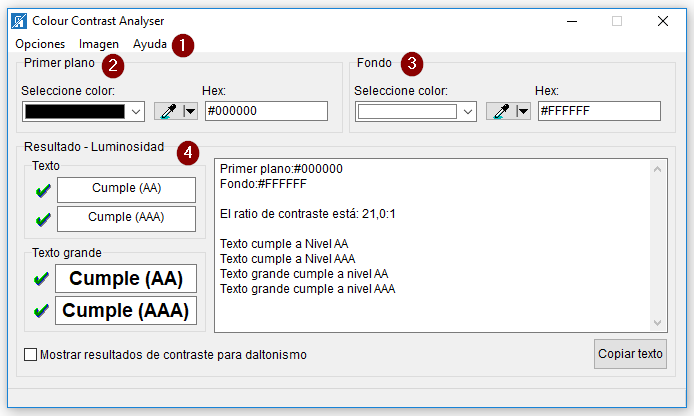 Colour Contrast Analyser
Opciones Imagen Ayuda 1
Primer plano 2
Seleccione color: Hex:
#000000
Fondo 3
Seleccione color: Hex:
#FFFFFF
Resultado - Luminosidad 4
Texto
Cumple (AA)
Cumple (AAA)
Texto grande
Cumple (AA)
Cumple (AAA)
Primer plano:#000000
Fondo:#FFFFFF
El ratio de contraste está: 21,0:1
Texto cumple a Nivel AA
Texto cumple a Nivel AAA
Texto grande cumple a nivel AA
Texto grande cumple a nivel AAA
Mostrar resultados de contraste para daltonismo
Copiar texto